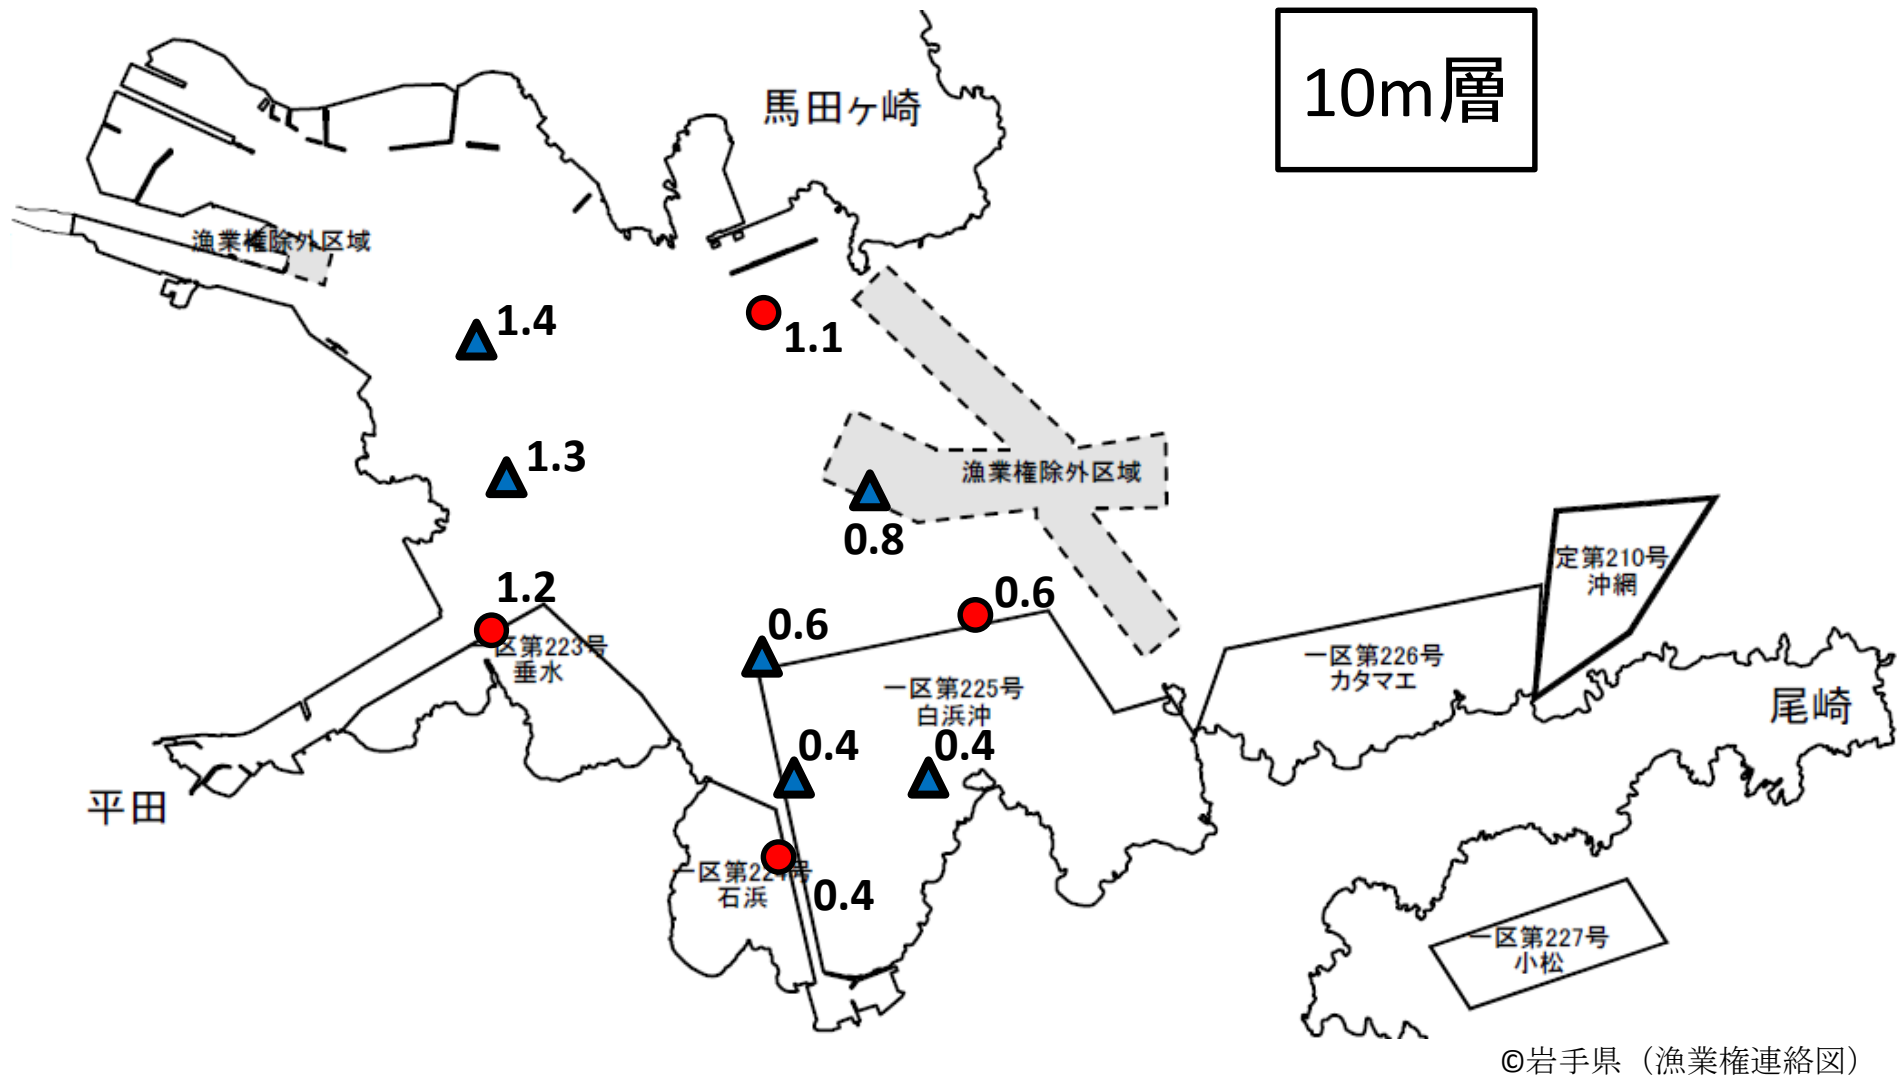 10m層
馬田ヶ崎
漁業権除外区域
1.4
1.1
1.3
漁業権除外区域
0.8
定第210号
沖網
1.2
0.6
0.6
一区第223号
垂水
一区第226号
カタマエ
一区第225号
白浜沖
尾崎
0.4
0.4
平田
一区第224号
石浜
0.4
一区第227号
小松
©岩手県（漁業権連絡図）